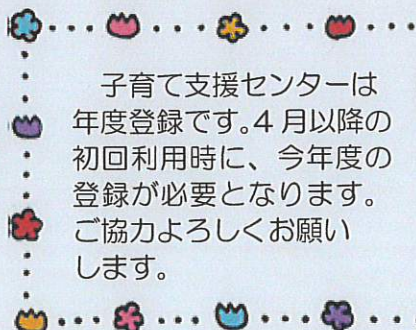 子育て支援センターは
年度登録です。4月以降の
初回利用時に、今年度の
登録が必要となります。
ご協力よろしくお願い
します。